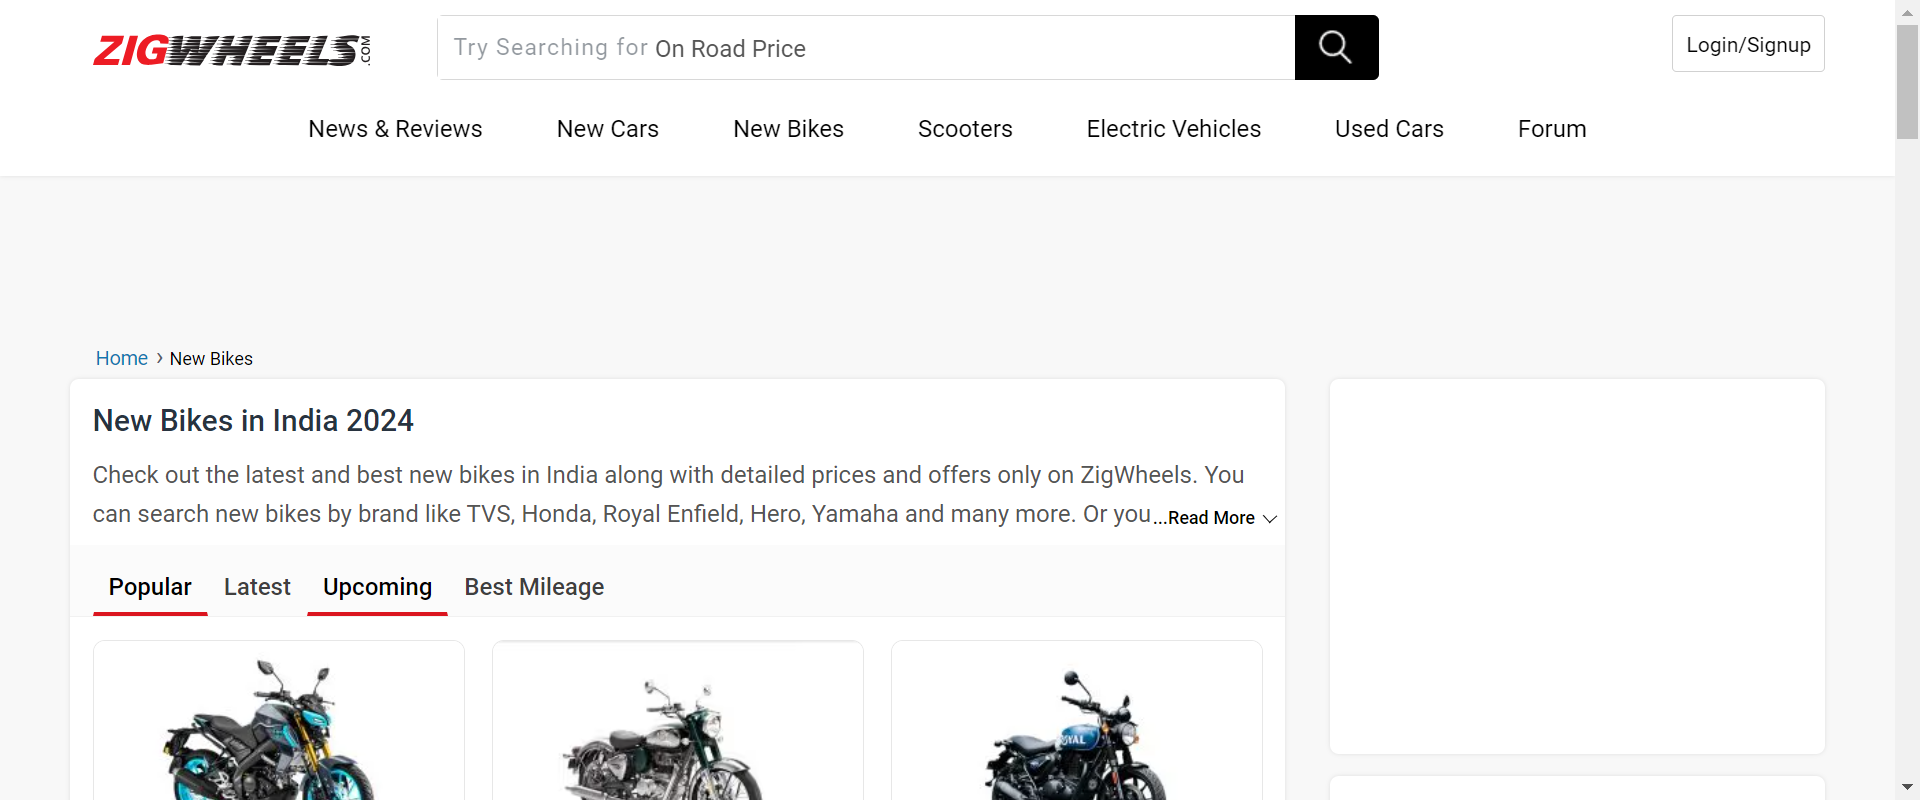 ZIGWHEELS.COM
Try Searching for On Road Price
Login/Signup
News & Reviews New Cars New Bikes Scooters Electric Vehicles Used Cars Forum
Home › New Bikes
New Bikes in India 2024
Check out the latest and best new bikes in India along with detailed prices and offers only on ZigWheels. You
can search new bikes by brand like TVS, Honda, Royal Enfield, Hero, Yamaha and many more. Or you ...Read More
Popular Latest Upcoming Best Mileage
ROYAL